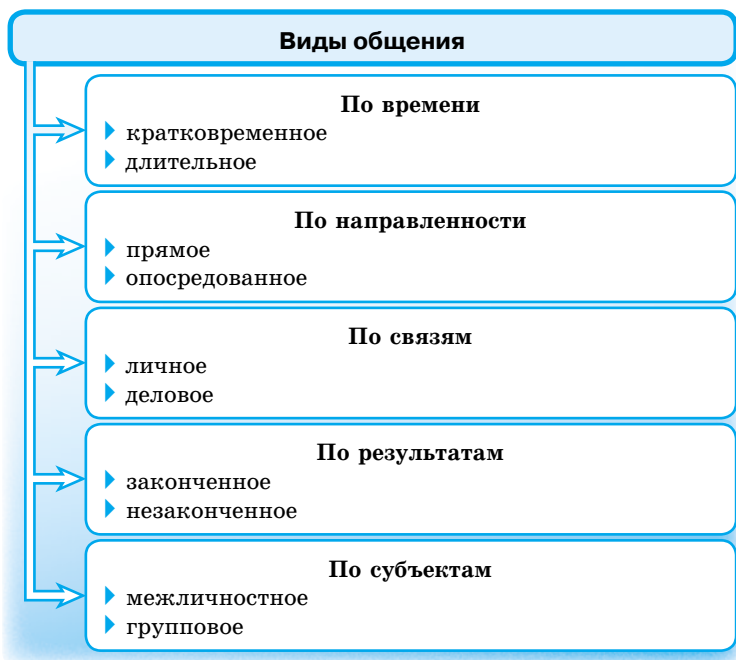 Виды общения
По времени
кратковременное
длительное
По направленности
прямое
опосредованное
По связям
личное
деловое
По результатам
законченное
незаконченное
По субъектам
межличностное
групповое